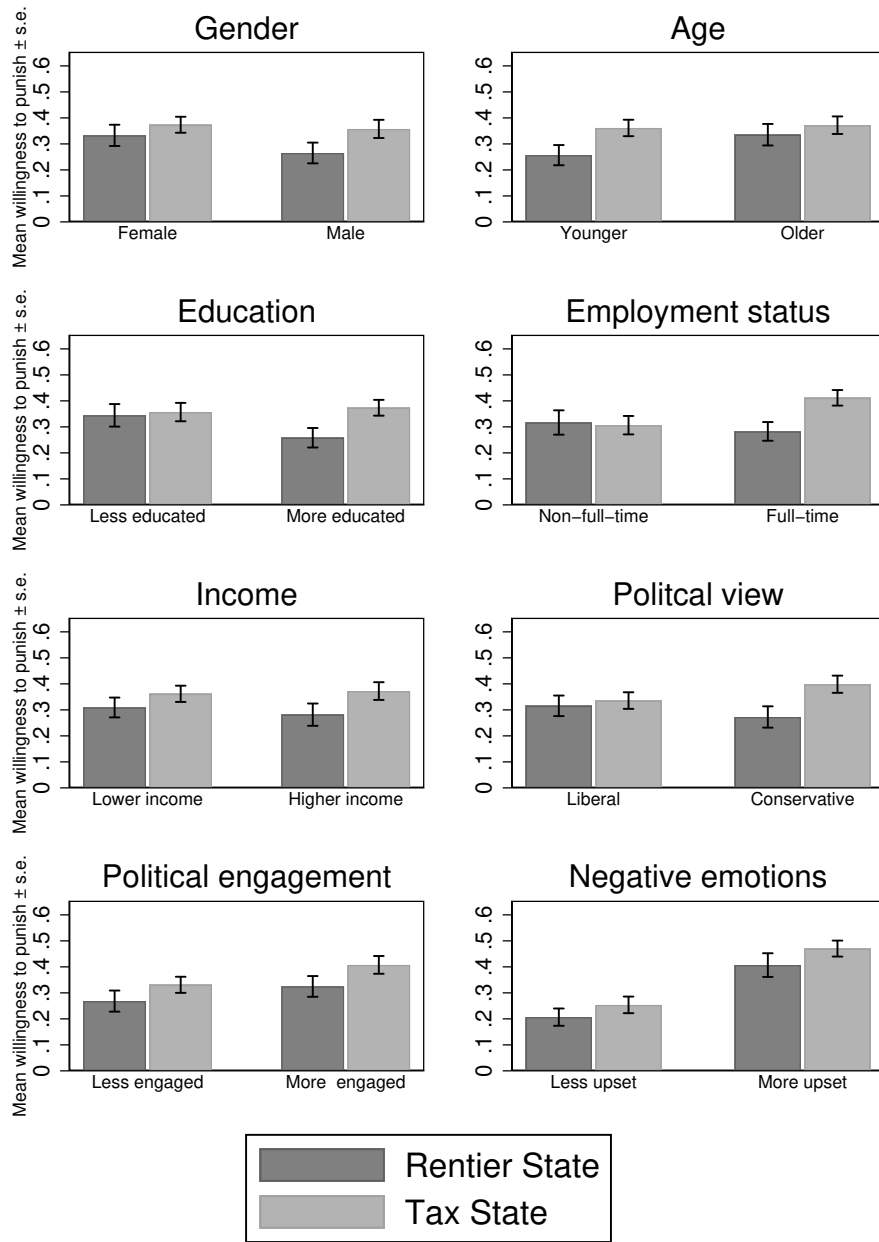 Gender
Mean willingness to punish ± s.e.
0 .1 .2 .3 .4 .5 .6
Female Male
Age
0 .1 .2 .3 .4 .5 .6
Younger Older
Education
Mean willingness to punish ± s.e.
0 .1 .2 .3 .4 .5 .6
Less educated More educated
Employment status
0 .1 .2 .3 .4 .5 .6
Non−full−time Full−time
Income
Mean willingness to punish ± s.e.
0 .1 .2 .3 .4 .5 .6
Lower income Higher income
Politcal view
0 .1 .2 .3 .4 .5 .6
Liberal Conservative
Political engagement
Mean willingness to punish ± s.e.
0 .1 .2 .3 .4 .5 .6
Less engaged More engaged
Negative emotions
0 .1 .2 .3 .4 .5 .6
Less upset More upset
Rentier State
Tax State